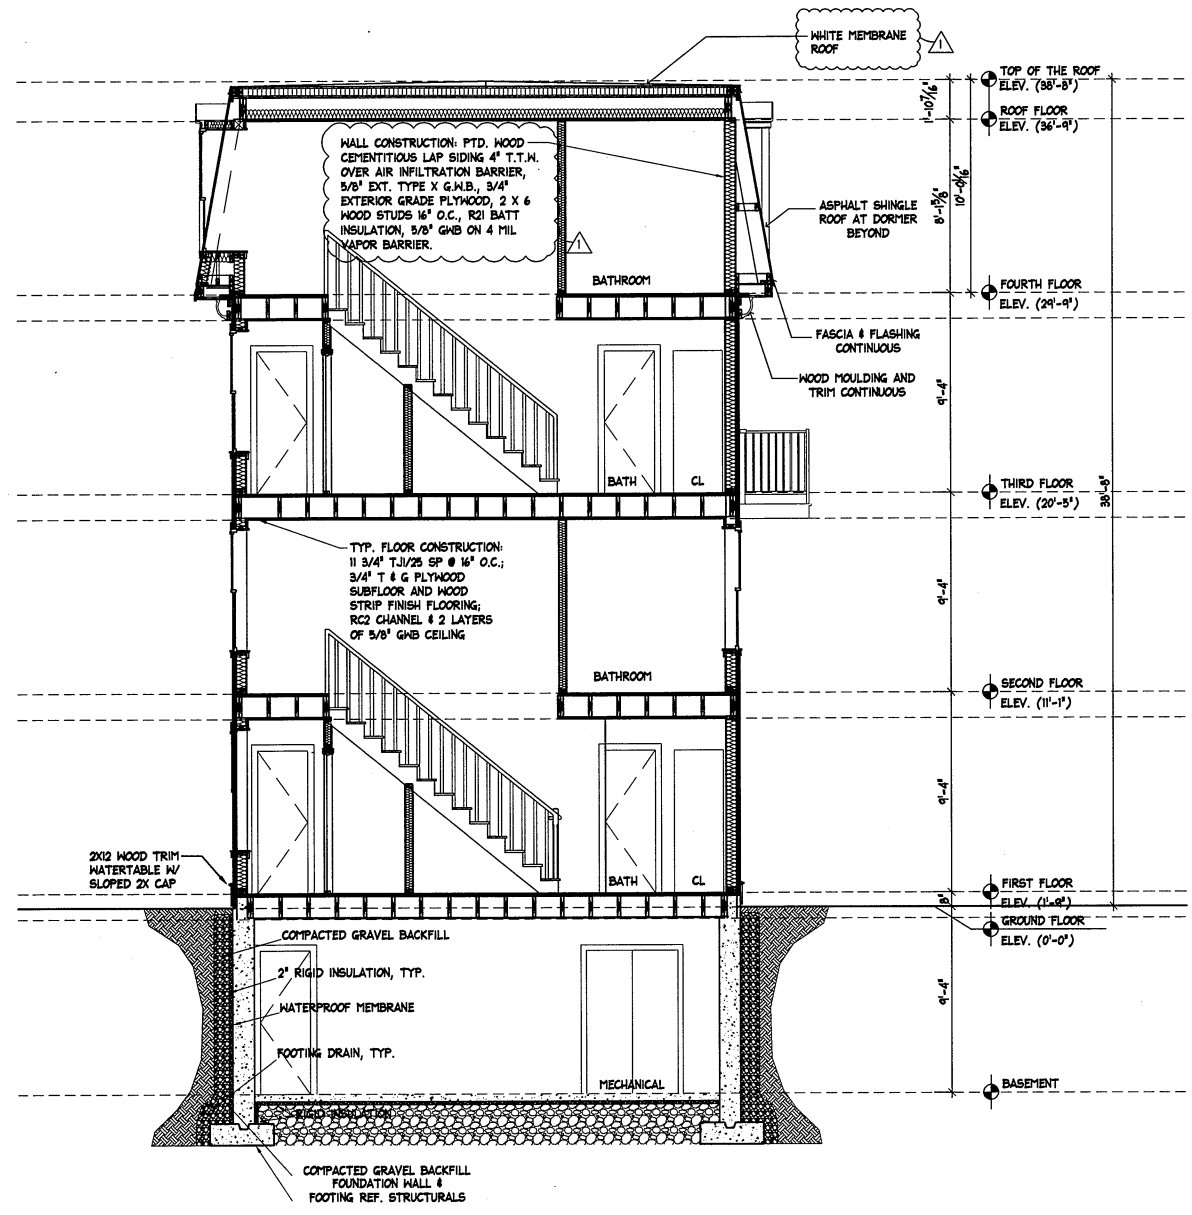 WHITE MEMBRANE
ROOF
1
TOP OF THE ROOF
ELEV. (38'-8")
1'-10 7/16"
ROOF FLOOR
ELEV. (36'-9")
WALL CONSTRUCTION: PTD. WOOD
CEMENTITIOUS LAP SIDING 4" T.T.W.
OVER AIR INFILTRATION BARRIER,
5/8" EXT. TYPE X G.W.B., 3/4"
EXTERIOR GRADE PLYWOOD, 2 X 6
WOOD STUDS 16" O.C., R21 BATT
INSULATION, 5/8" GWB ON 4 MIL
VAPOR BARRIER.
1
ASPHALT SHINGLE
ROOF AT DORMER
BEYOND
BATHROOM
FOURTH FLOOR
ELEV. (29'-9")
FASCIA & FLASHING
CONTINUOUS
WOOD MOULDING AND
TRIM CONTINUOUS
9'-4"
BATH
CL
THIRD FLOOR
ELEV. (20'-5")
38'-8"
TYP. FLOOR CONSTRUCTION:
11 3/4" TJI/25 SP @ 16" O.C.;
3/4" T & G PLYWOOD
SUBFLOOR AND WOOD
STRIP FINISH FLOORING;
RC2 CHANNEL & 2 LAYERS
OF 5/8" GWB CEILING
9'-4"
BATHROOM
SECOND FLOOR
ELEV. (11'-1")
9'-4"
2X12 WOOD TRIM
WATERTABLE W/
SLOPED 2X CAP
BATH
CL
FIRST FLOOR
ELEV. (1'-9")
8"
GROUND FLOOR
ELEV. (0'-0")
COMPACTED GRAVEL BACKFILL
2" RIGID INSULATION, TYP.
WATERPROOF MEMBRANE
9'-4"
FOOTING DRAIN, TYP.
MECHANICAL
BASEMENT
RIGID INSULATION
COMPACTED GRAVEL BACKFILL
FOUNDATION WALL &
FOOTING REF. STRUCTURALS